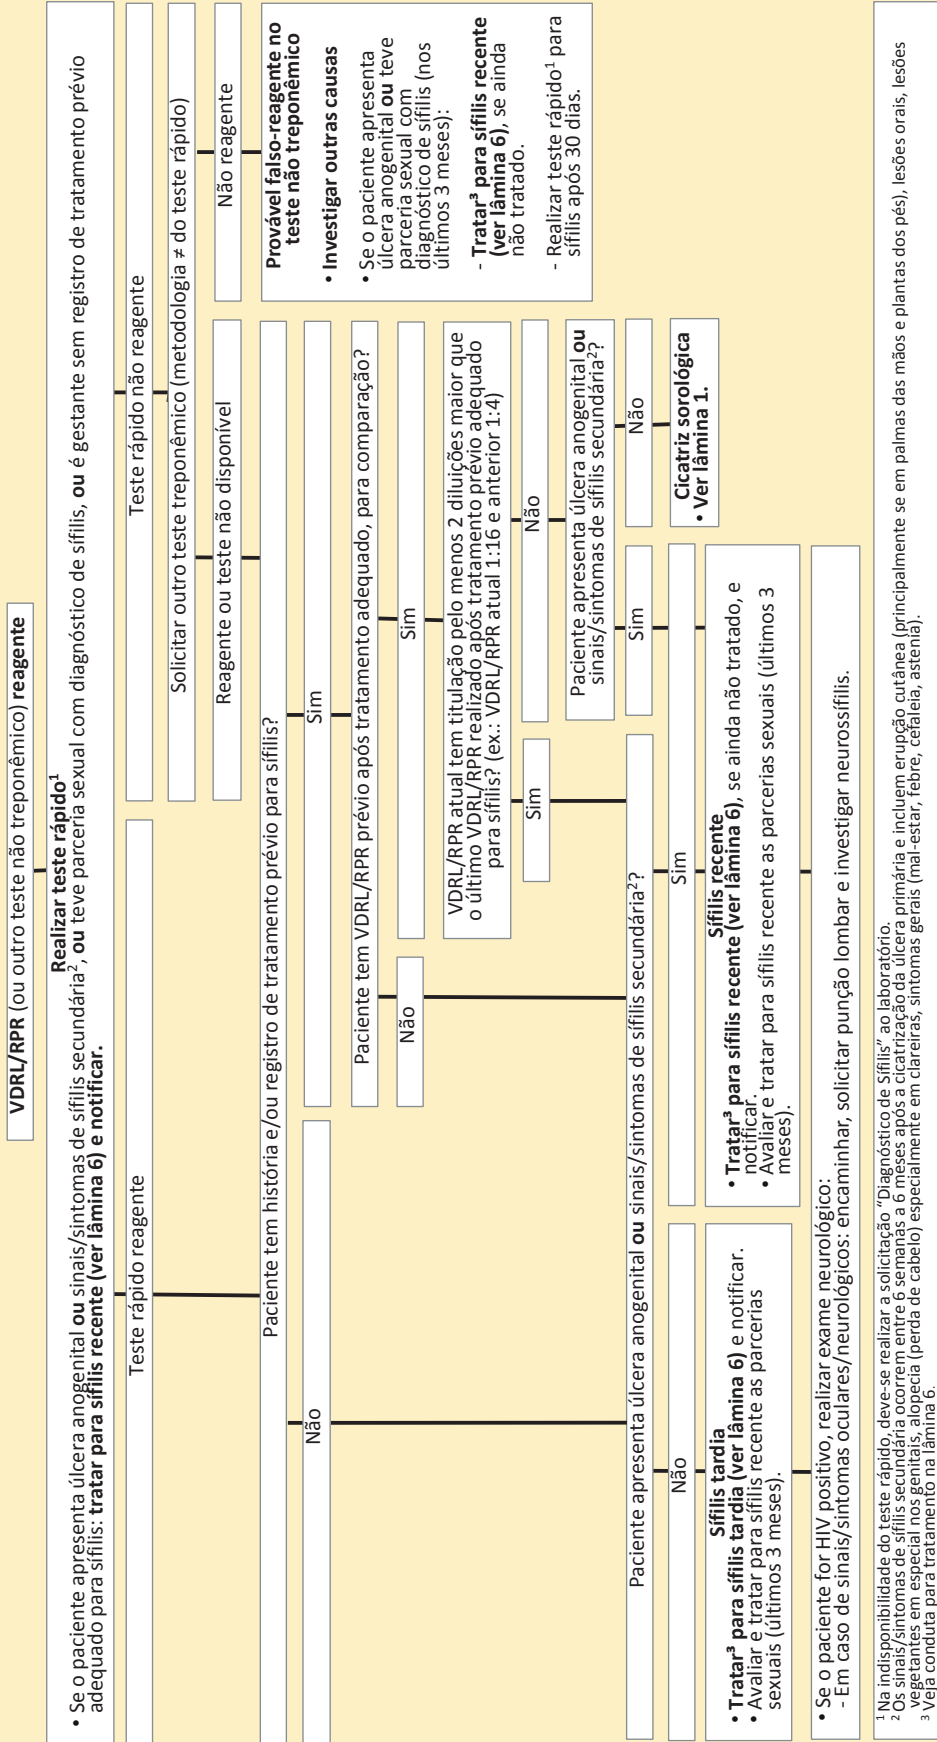 VDRL/RPR (ou outro teste não treponêmico) reagente
Realizar teste rápido¹
• Se o paciente apresenta úlcera anogenital ou sinais/sintomas de sífilis secundária², ou teve parceria sexual com diagnóstico de sífilis, ou é gestante sem registro de tratamento prévio
adequado para sífilis: tratar para sífilis recente (ver lâmina 6) e notificar.
Teste rápido reagente
Teste rápido não reagente
Solicitar outro teste treponêmico (metodologia ≠ do teste rápido)
Reagente ou teste não disponível
Não reagente
Paciente tem história e/ou registro de tratamento prévio para sífilis?
Provável falso-reagente no
teste não treponêmico
• Investigar outras causas
• Se o paciente apresenta
úlcera anogenital ou teve
parceria sexual com
diagnóstico de sífilis (nos
últimos 3 meses):
- Tratar³ para sífilis recente
(ver lâmina 6), se ainda
não tratado.
- Realizar teste rápido¹ para
sífilis após 30 dias.
Não
Sim
Paciente tem VDRL/RPR prévio após tratamento adequado, para comparação?
Não
Sim
VDRL/RPR atual tem titulação pelo menos 2 diluições maior que
o último VDRL/RPR realizado após tratamento prévio adequado
para sífilis? (ex.: VDRL/RPR atual 1:16 e anterior 1:4)
Sim
Não
Paciente apresenta úlcera anogenital ou
sinais/sintomas de sífilis secundária²?
Paciente apresenta úlcera anogenital ou sinais/sintomas de sífilis secundária²?
Sim
Não
Não
Sim
Cicatriz sorológica
• Ver lâmina 1.
Sífilis tardia
• Tratar³ para sífilis tardia (ver lâmina 6) e notificar.
• Avaliar e tratar para sífilis recente as parcerias
sexuais (últimos 3 meses).
Sífilis recente
• Tratar³ para sífilis recente (ver lâmina 6), se ainda não tratado, e
notificar.
• Avaliar e tratar para sífilis recente as parcerias sexuais (últimos 3
meses).
• Se o paciente for HIV positivo, realizar exame neurológico:
- Em caso de sinais/sintomas oculares/neurológicos: encaminhar, solicitar punção lombar e investigar neurossífilis.
¹ Na indisponibilidade do teste rápido, deve-se realizar a solicitação "Diagnóstico de Sífilis" ao laboratório.
² Os sinais/sintomas de sífilis secundária ocorrem entre 6 semanas a 6 meses após a cicatrização da úlcera primária e incluem erupção cutânea (principalmente se em palmas das mãos e plantas dos pés), lesões orais, lesões
vegetantes em especial nos genitais, alopecia (perda de cabelo) especialmente em clareiras, sintomas gerais (mal-estar, febre, cefaleia, astenia).
³ Veja conduta para tratamento na lâmina 6.